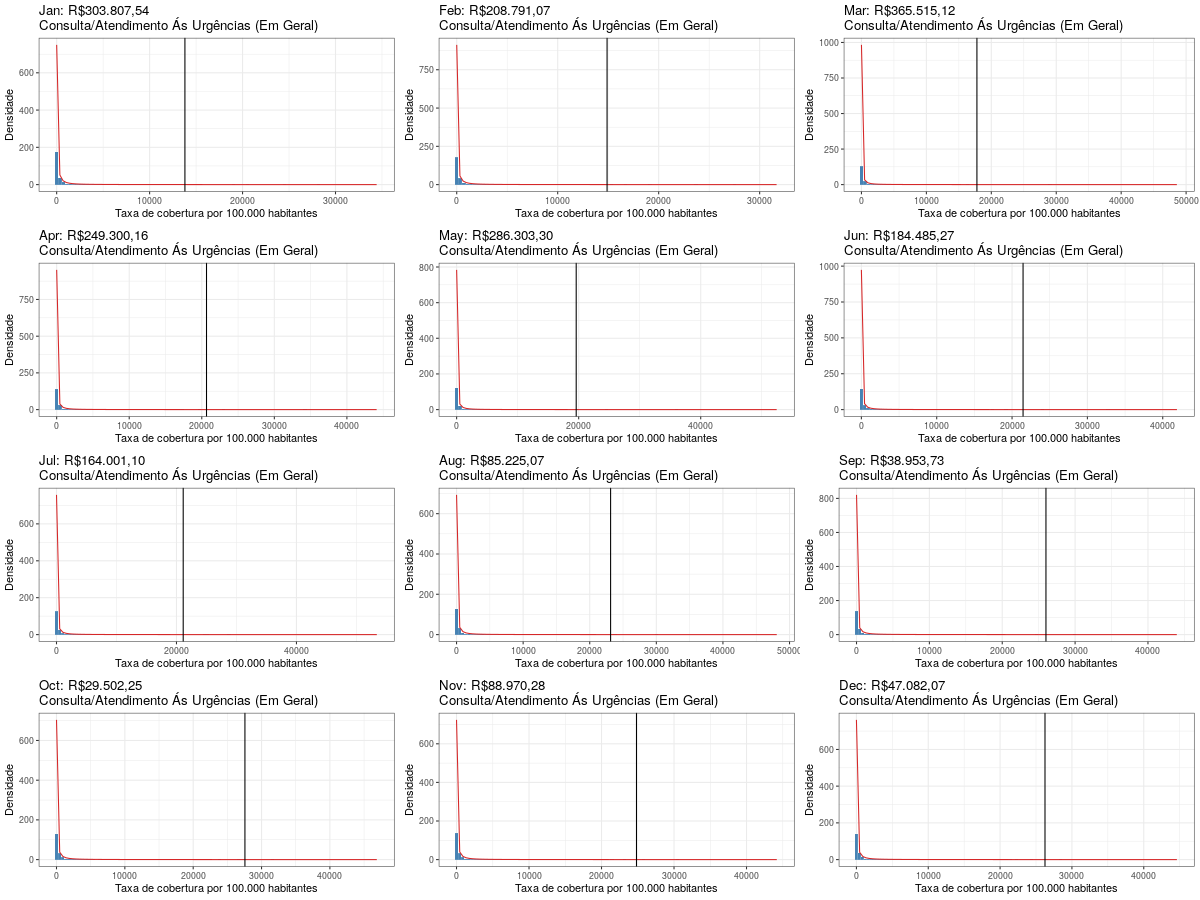 Jan: R$303.807,54
Consulta/Atendimento Ás Urgências (Em Geral)
Densidade
600
400
200
0
0 10000 20000 30000
Taxa de cobertura por 100.000 habitantes
Feb: R$208.791,07
Consulta/Atendimento Ás Urgências (Em Geral)
Densidade
750
500
250
0
0 10000 20000 30000
Taxa de cobertura por 100.000 habitantes
Mar: R$365.515,12
Consulta/Atendimento Ás Urgências (Em Geral)
Densidade
1000
750
500
250
0
0 10000 20000 30000 40000 50000
Taxa de cobertura por 100.000 habitantes
Apr: R$249.300,16
Consulta/Atendimento Ás Urgências (Em Geral)
Densidade
750
500
250
0
0 10000 20000 30000 40000
Taxa de cobertura por 100.000 habitantes
May: R$286.303,30
Consulta/Atendimento Ás Urgências (Em Geral)
Densidade
800
600
400
200
0
0 20000 40000
Taxa de cobertura por 100.000 habitantes
Jun: R$184.485,27
Consulta/Atendimento Ás Urgências (Em Geral)
Densidade
1000
750
500
250
0
0 10000 20000 30000 40000
Taxa de cobertura por 100.000 habitantes
Jul: R$164.001,10
Consulta/Atendimento Ás Urgências (Em Geral)
Densidade
600
400
200
0
0 20000 40000
Taxa de cobertura por 100.000 habitantes
Aug: R$85.225,07
Consulta/Atendimento Ás Urgências (Em Geral)
Densidade
600
400
200
0
0 10000 20000 30000 40000 50000
Taxa de cobertura por 100.000 habitantes
Sep: R$38.953,73
Consulta/Atendimento Ás Urgências (Em Geral)
Densidade
800
600
400
200
0
0 10000 20000 30000 40000
Taxa de cobertura por 100.000 habitantes
Oct: R$29.502,25
Consulta/Atendimento Ás Urgências (Em Geral)
Densidade
600
400
200
0
0 10000 20000 30000 40000
Taxa de cobertura por 100.000 habitantes
Nov: R$88.970,28
Consulta/Atendimento Ás Urgências (Em Geral)
Densidade
600
400
200
0
0 10000 20000 30000 40000
Taxa de cobertura por 100.000 habitantes
Dec: R$47.082,07
Consulta/Atendimento Ás Urgências (Em Geral)
Densidade
600
400
200
0
0 10000 20000 30000 40000
Taxa de cobertura por 100.000 habitantes